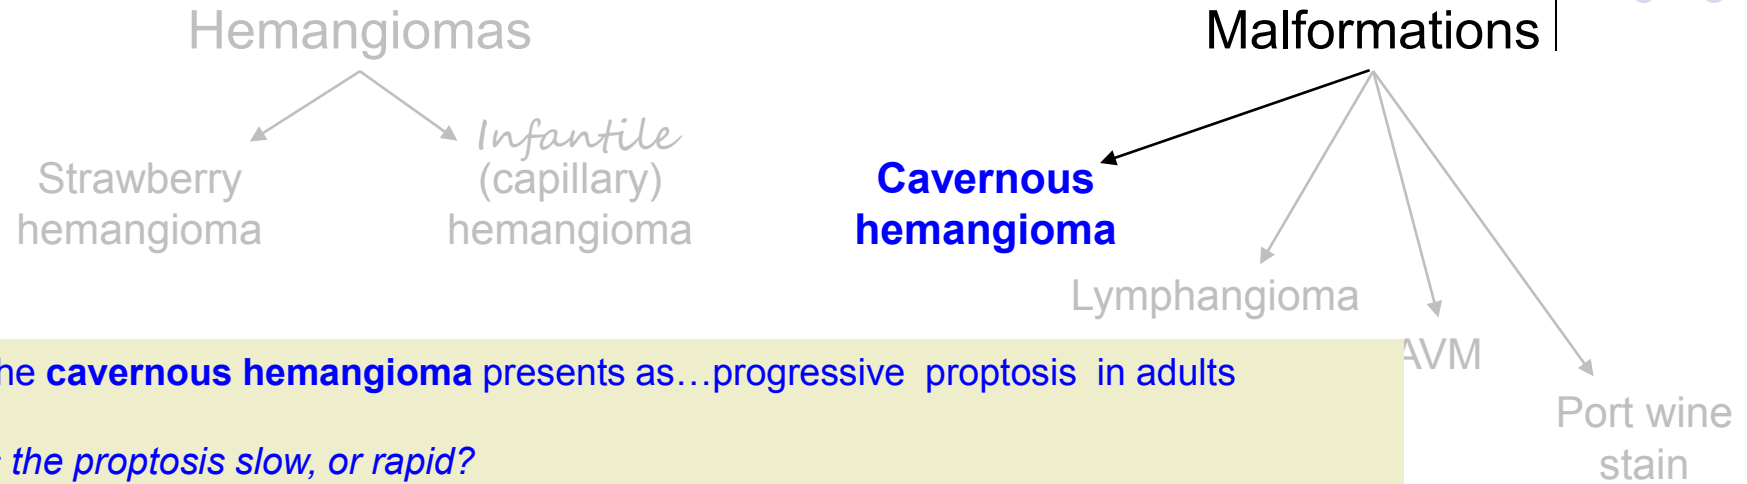 Hemangiomas
Malformations
Strawberry
hemangioma
Infantile
(capillary)
hemangioma
Cavernous
hemangioma
Lymphangioma
AVM
Port wine
stain
cavernous hemangioma presents as…progressive proptosis in adults
the proptosis slow, or rapid?